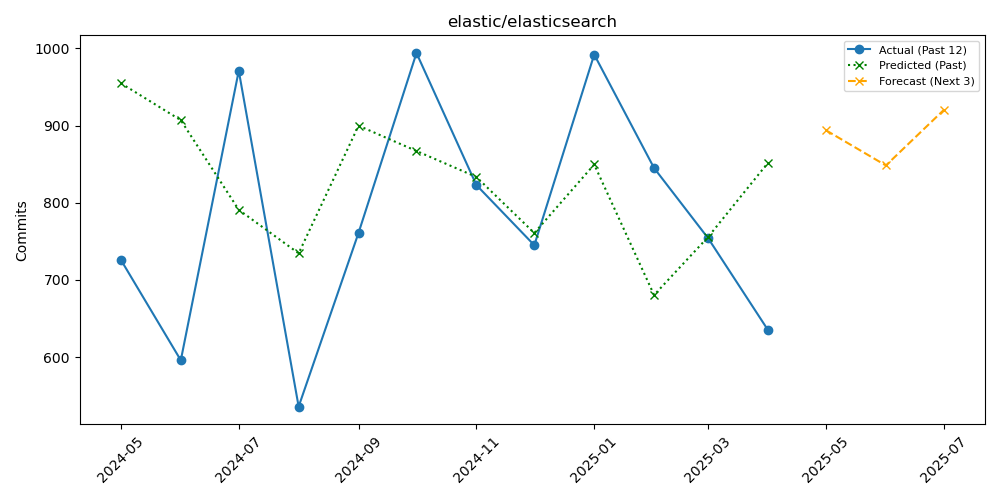 elastic/elasticsearch
Actual (Past 12)
Predicted (Past)
Forecast (Next 3)
Commits
1000
900
800
700
600
2024-05
2024-07
2024-09
2024-11
2025-01
2025-03
2025-05
2025-07